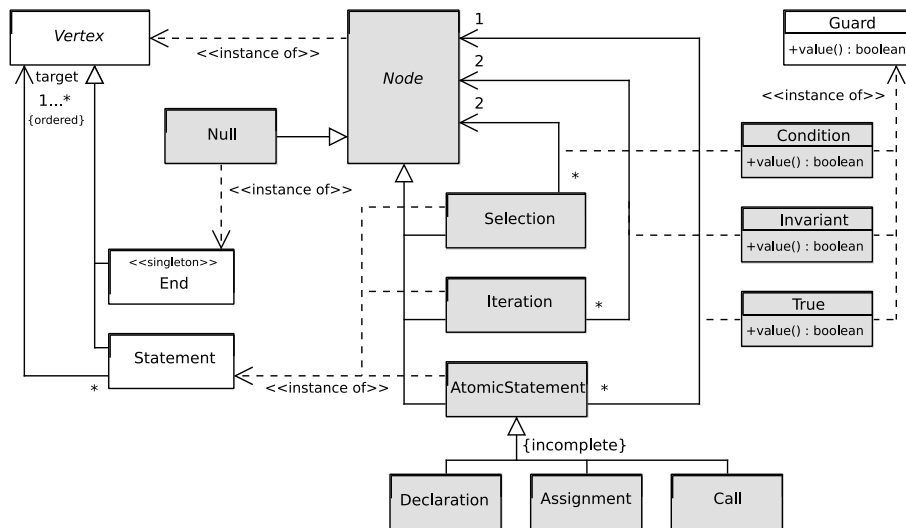 Vertex
<<instance of>>
Node
1
2
2
Guard
+value() : boolean
<<instance of>>
target
1...*
{ordered}
Null
<<instance of>>
Condition
+value() : boolean
*
Selection
Invariant
+value() : boolean
<<singleton>>
End
Iteration
*
True
+value() : boolean
Statement
*
<<instance of>>
AtomicStatement
*
{incomplete}
Declaration
Assignment
Call